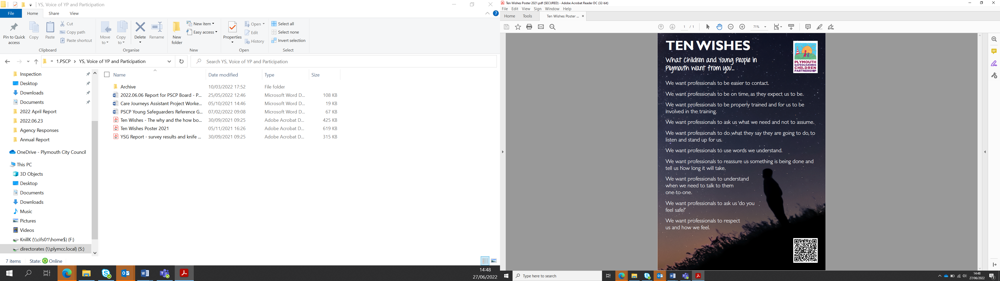 YS, Voice of YP and Participation
File Home Share View
Pin to Quick access
Copy
Paste
Cut
Copy path
Paste shortcut
Clipboard
Move to
Copy to
Delete
Rename
Organise
New folder
New item
Easy access
New
Properties
Open
Edit
History
Open
Select all
Select none
Invert selection
Select
« 1.PSCP > YS, Voice of YP and Participation
Search YS, Voice of YP and Participation
Inspection
Desktop
Downloads
Documents
2022 April Report
2022.06.23
Agency Responses
Annual Report
OneDrive - Plymouth City Council
This PC
3D Objects
Desktop
Documents
Downloads
Music
Pictures
Videos
KnillK (\\cifs01\home$) (F:)
directorates (\\plymcc.local) (S:)
Name Date modified Type Size
Archive 10/03/2022 17:52 File folder
2022.06.06 Report for PSCP Board - P... 25/05/2022 12:46 Microsoft Word D... 108 KB
Care Journeys Assistant Project Worke... 05/10/2021 14:46 Microsoft Word D... 19 KB
PSCP Young Safeguarders Reference G... 07/02/2022 09:08 Microsoft Word D... 67 KB
Ten Wishes - The why and the how bo... 30/09/2021 09:25 Adobe Acrobat D... 425 KB
Ten Wishes Poster 2021 05/11/2021 16:26 Adobe Acrobat D... 619 KB
YSG Report - survey results and knife ... 30/09/2021 09:25 Adobe Acrobat D... 315 KB
7 items State: Online
14:48
27/06/2022
Ten Wishes Poster 2021.pdf (SECURED) - Adobe Acrobat Reader DC (32-bit)
File Edit View Sign Window Help
Home Tools Ten Wishes Poster ... ×
1 / 1 71%
TEN WISHES
What Children and Young People in
Plymouth want from you...
PLYMOUTH
SAFEGUARDING
CHILDREN
PARTNERSHIP
We want professionals to be easier to contact.
We want professionals to be on time, as they expect us to be.
We want professionals to be properly trained and for us to be
involved in the training.
We want professionals to ask us what we need and not to assume.
We want professionals to do what they say they are going to do, to
listen and stand up for us.
We want professionals to use words we understand.
We want professionals to reassure us something is being done and
tell us how long it will take.
We want professionals to understand
when we need to talk to them
one-to-one.
We want professionals to ask us 'do you
feel safe?'
We want professionals to respect
us and how we feel.
Type here to search
14:48
27/06/2022